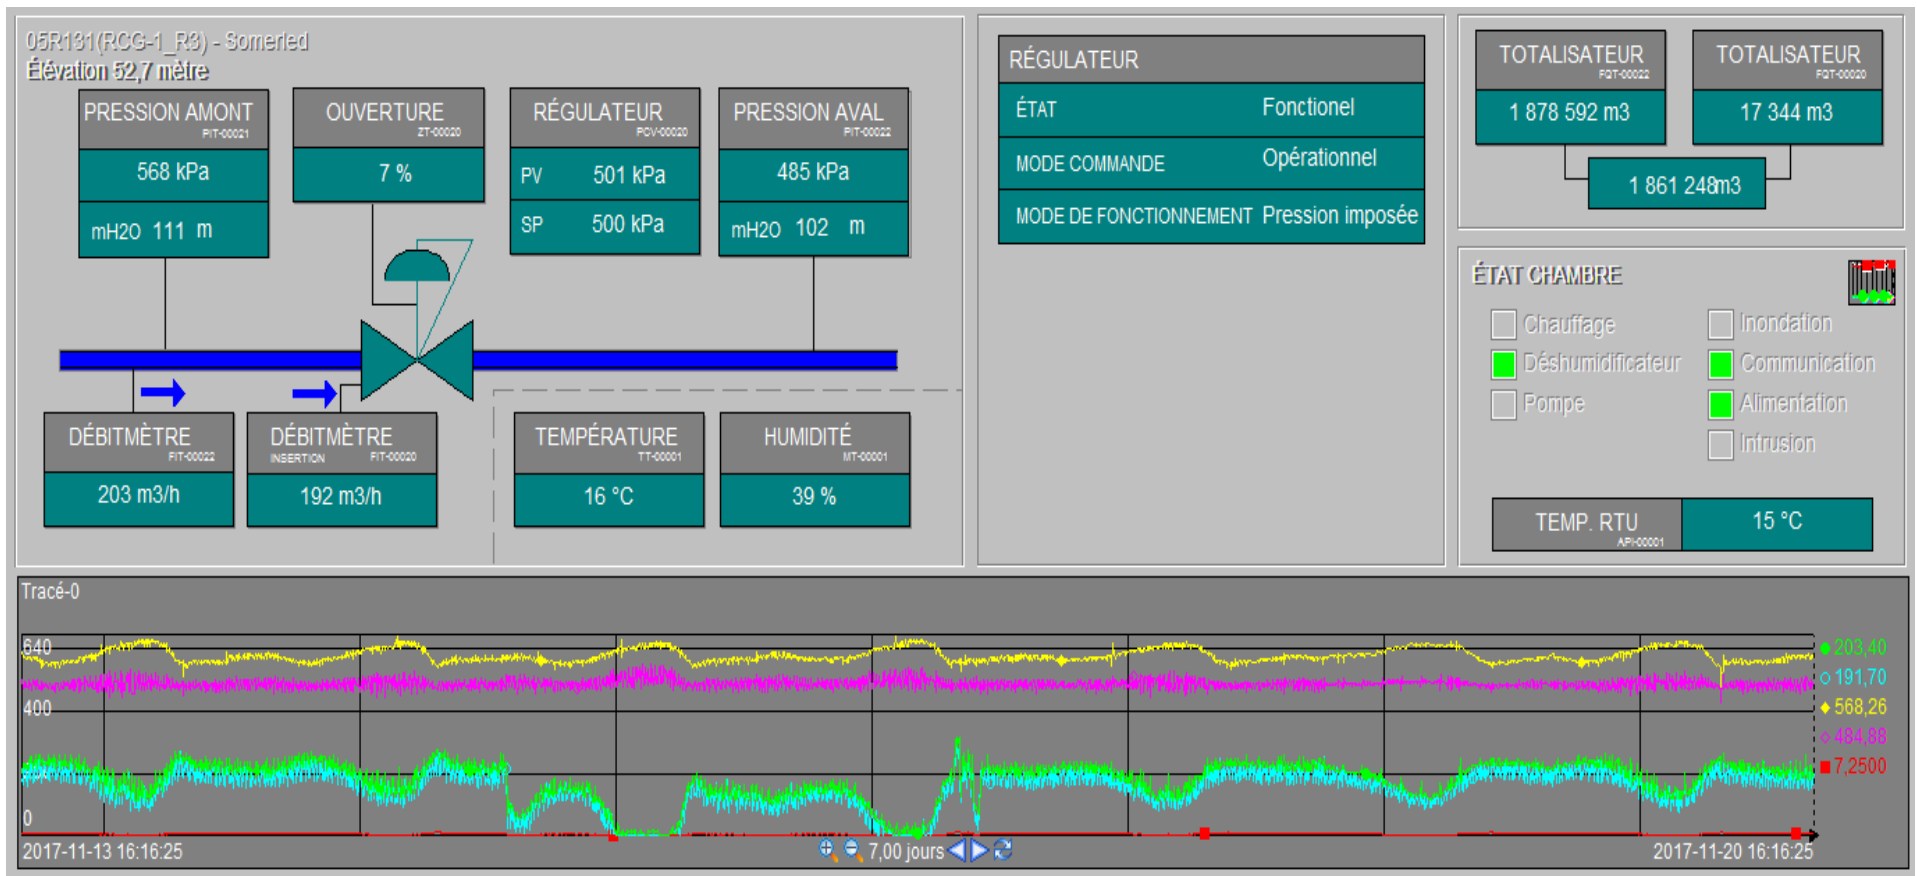 05R131(RCG-1_R3) - Somerled
Élévation 52,7 mètre
PRESSION AMONT
PIT-00021
568 kPa
mH2O 111 m
OUVERTURE
ZT-00020
7 %
RÉGULATEUR
PCV-00020
PV 501 kPa
SP 500 kPa
PRESSION AVAL
PIT-00022
485 kPa
mH2O 102 m
DÉBITMÈTRE
FIT-00022
203 m3/h
DÉBITMÈTRE
INSERTION FIT-00020
192 m3/h
TEMPÉRATURE
TT-00001
16 °C
HUMIDITÉ
MT-00001
39 %
RÉGULATEUR
ÉTAT Fonctionel
MODE COMMANDE Opérationnel
MODE DE FONCTIONNEMENT Pression imposée
TOTALISATEUR
FQT-00022
1 878 592 m3
TOTALISATEUR
FQT-00020
17 344 m3
1 861 248m3
ÉTAT CHAMBRE
Chauffage
Inondation
Déshumidificateur
Communication
Pompe
Alimentation
Intrusion
TEMP. RTU
API-00001
15 °C
Tracé-0
640
400
0
203,40
191,70
568,26
484,88
7,2500
2017-11-13 16:16:25
7,00 jours
2017-11-20 16:16:25